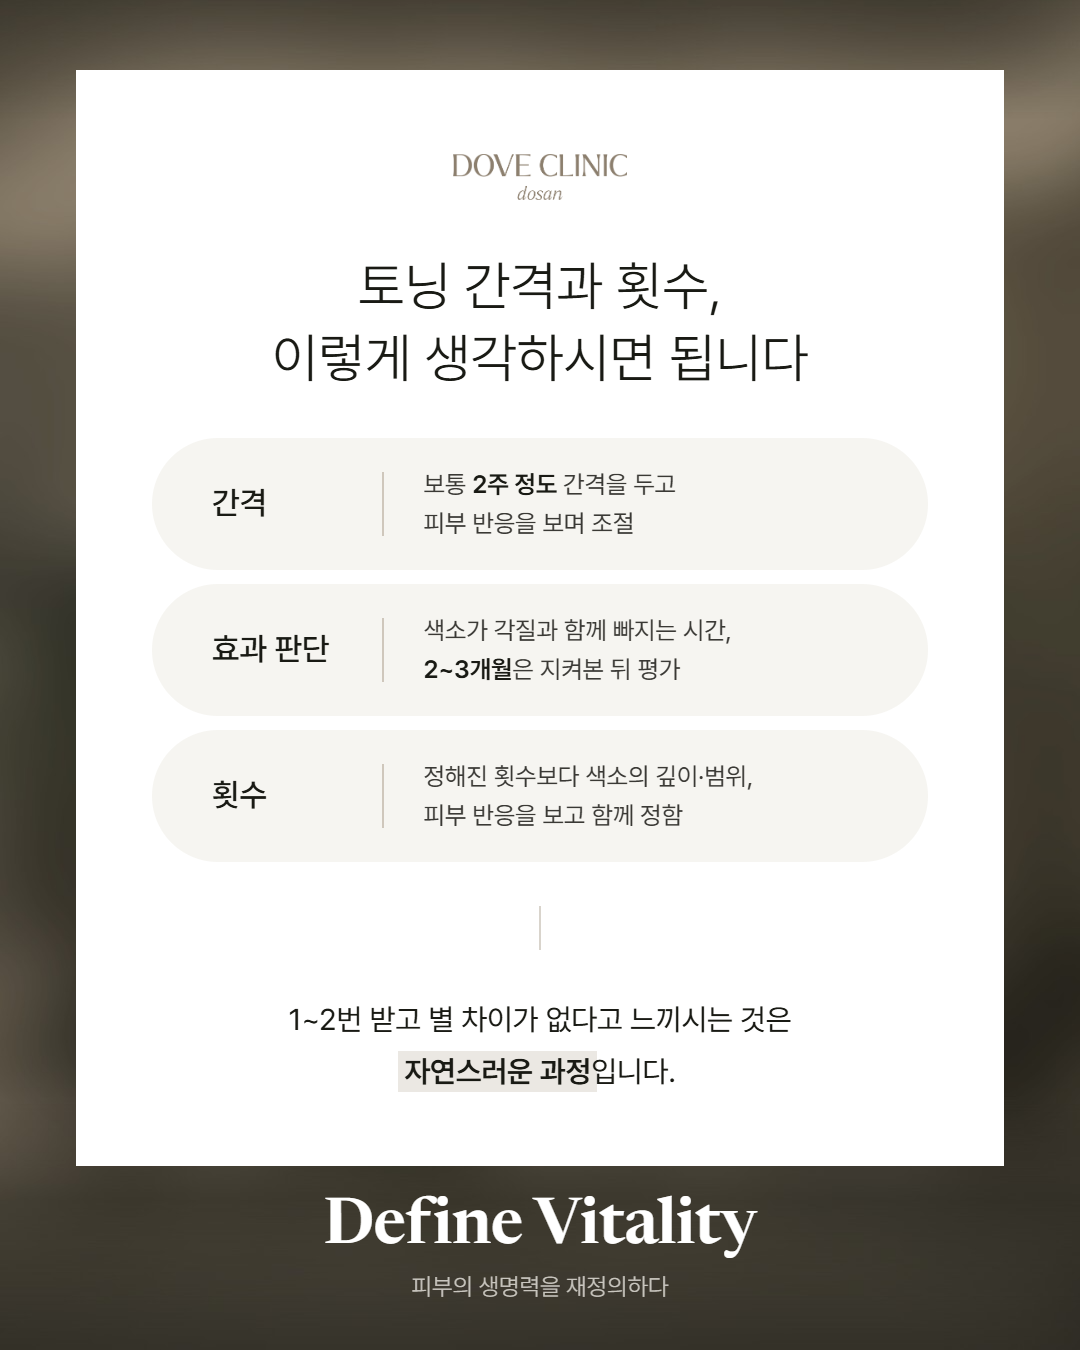 DOVE CLINIC
dosan
토닝 간격과 횟수,
이렇게 생각하시면 됩니다
간격
보통 2주 정도 간격을 두고
피부 반응을 보며 조절
효과 판단
색소가 각질과 함께 빠지는 시간,
2~3개월은 지켜본 뒤 평가
횟수
정해진 횟수보다 색소의 깊이·범위,
피부 반응을 보고 함께 정함
1~2번 받고 별 차이가 없다고 느끼시는 것은
자연스러운 과정입니다.
Define Vitality
피부의 생명력을 재정의하다